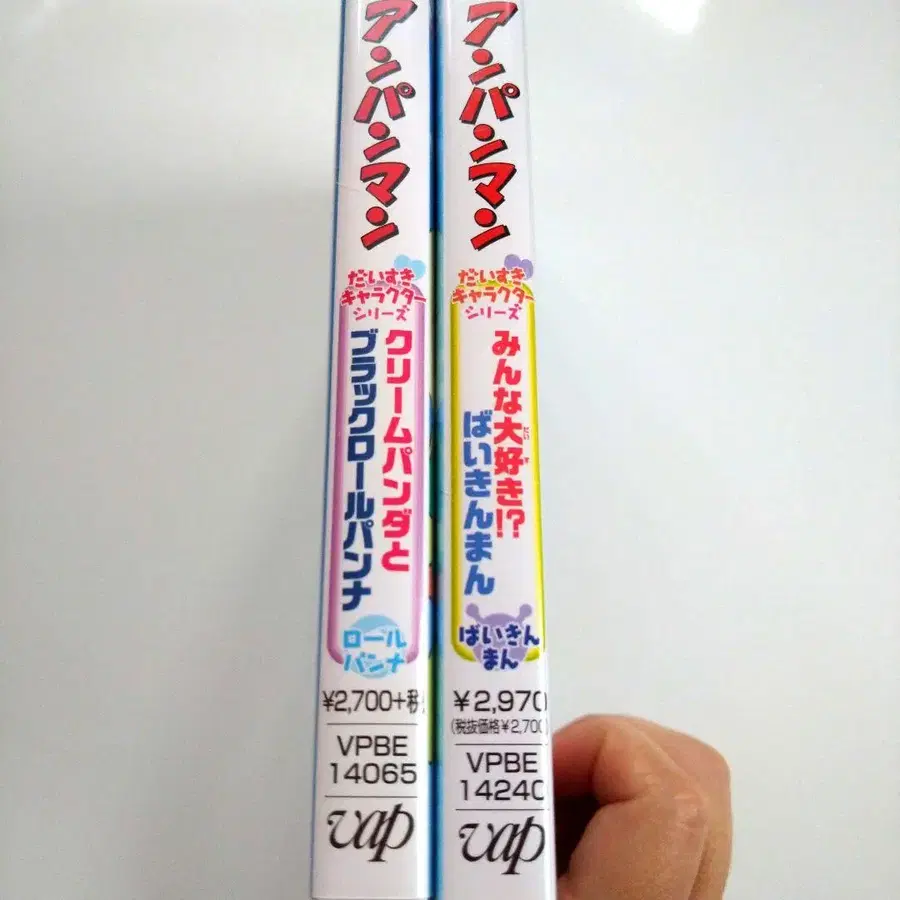 アンパンマン
だいすき
キャラクター
シリーズ
クリームパンダと
ブラックロールパンナ
ロール
パンナ
¥2,700+税
VPBE
14065
vap
アンパンマン
だいすき
キャラクター
シリーズ
みんな大好き!?
ばいきんまん
ばいきん
まん
¥2,970
(税抜価格¥2,700)
VPBE
14240
vap